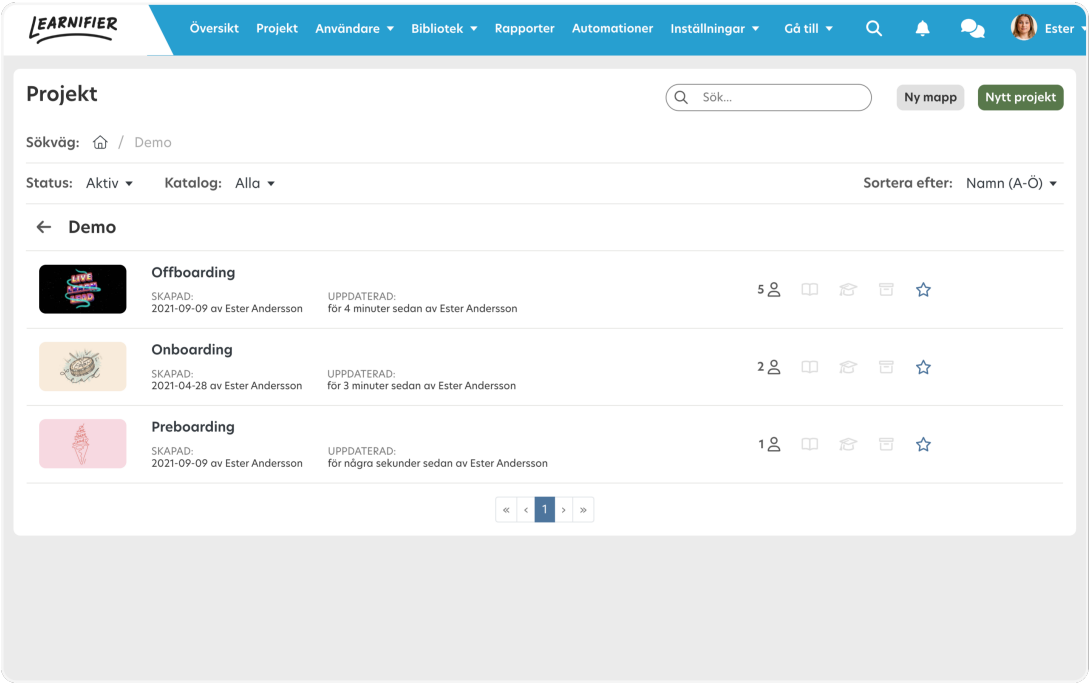 LEARNIFIER
Översikt Projekt Användare Bibliotek Rapporter Automationer Inställningar Gå till Ester
Projekt
Sök...
Ny mapp
Nytt projekt
Sökväg: / Demo
Status: Aktiv Katalog: Alla Sortera efter: Namn (A-Ö)
Demo
LIVE
Offboarding
SKAPAD: UPPDATERAD:
2021-09-09 av Ester Andersson för 4 minuter sedan av Ester Andersson
5
Onboarding
SKAPAD: UPPDATERAD:
2021-04-28 av Ester Andersson för 3 minuter sedan av Ester Andersson
2
Preboarding
SKAPAD: UPPDATERAD:
2021-09-09 av Ester Andersson för några sekunder sedan av Ester Andersson
1
« ‹ 1 › »